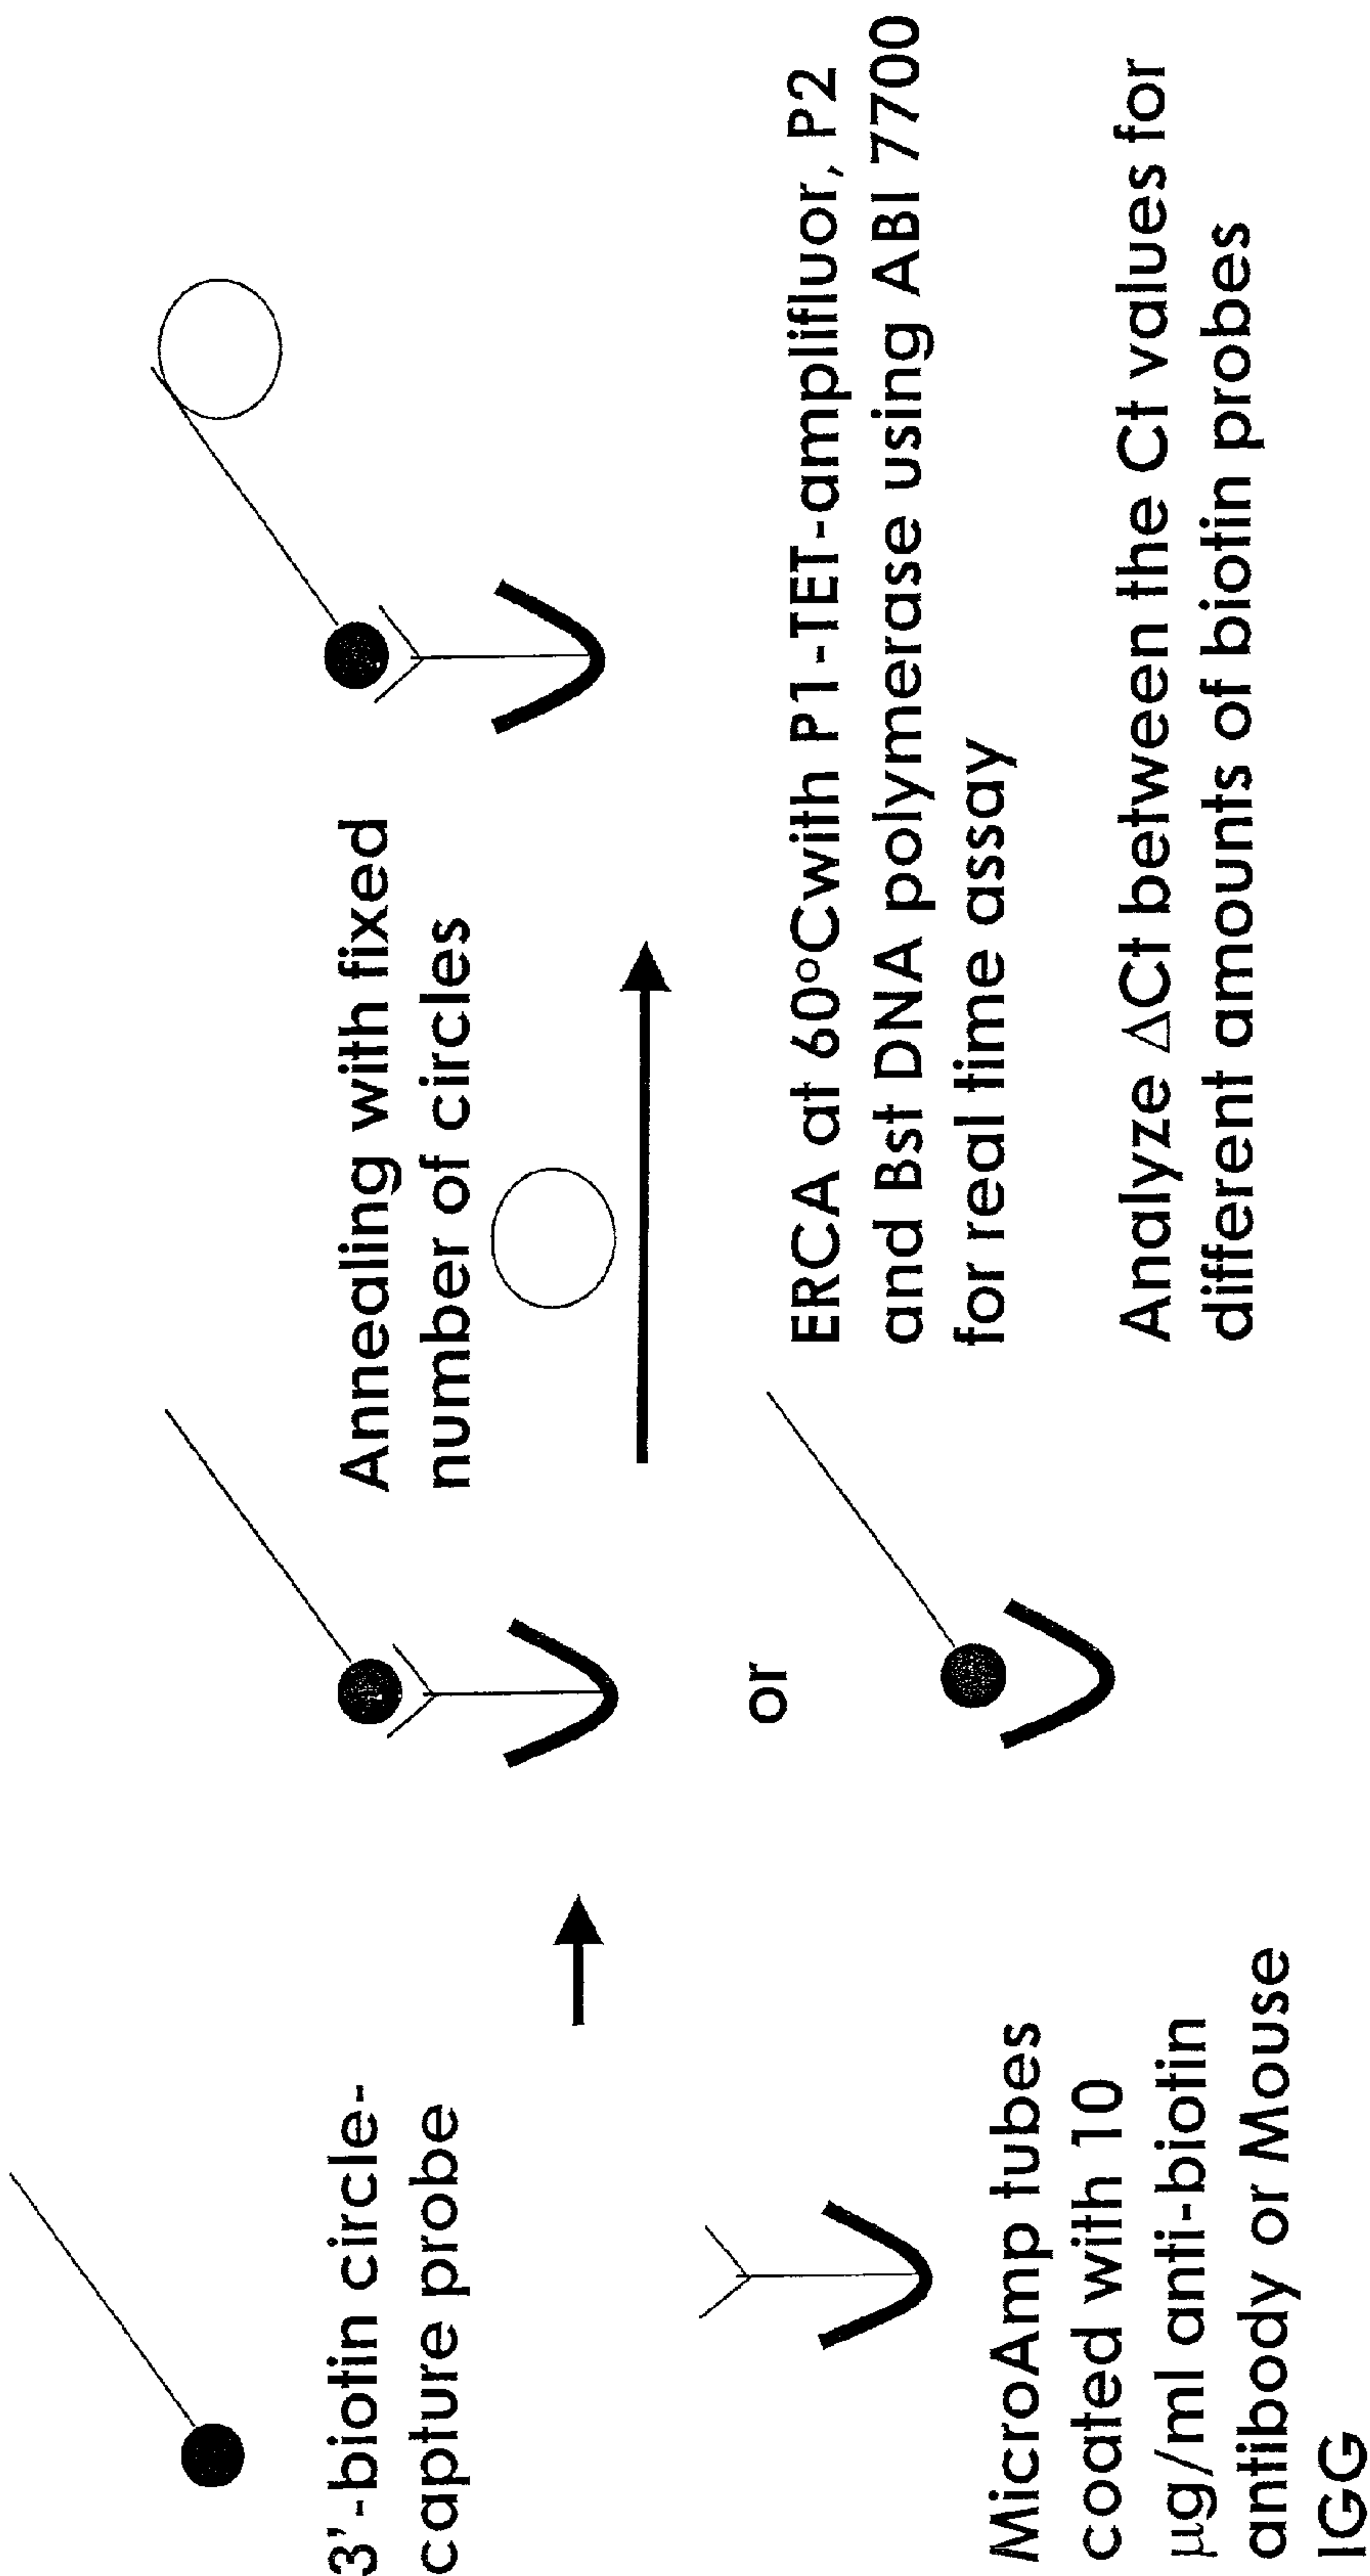 3'-biotin circle-
capture probe
MicroAmp tubes
coated with 10
µg/ml anti-biotin
antibody or Mouse
IGG
or
Annealing with fixed
number of circles
ERCA at 60°Cwith P1-TET-amplifluor, P2
and Bst DNA polymerase using ABI 7700
for real time assay
Analyze ΔCt between the Ct values for
different amounts of biotin probes